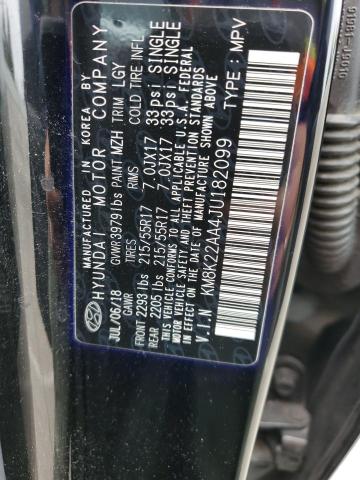 MANUFACTURED IN KOREA BY
HYUNDAI MOTOR COMPANY
JUL/06/18 GVWR 3979 lbs PAINT MZH TRIM LGY
GAWR TIRES RIMS COLD TIRE INFL
FRONT 2293 lbs 215/55R17 7.0JX17 33psi SINGLE
REAR 2205 lbs 215/55R17 7.0JX17 33psi SINGLE
THIS VEHICLE CONFORMS TO ALL APPLICABLE U.S.A. FEDERAL
MOTOR VEHICLE SAFETY, BUMPER, AND THEFT PREVENTION STANDARDS
IN EFFECT ON THE DATE OF MANUFACTURE SHOWN ABOVE
V.I.N : KM8K22AA4JU182099 TYPE : MPV